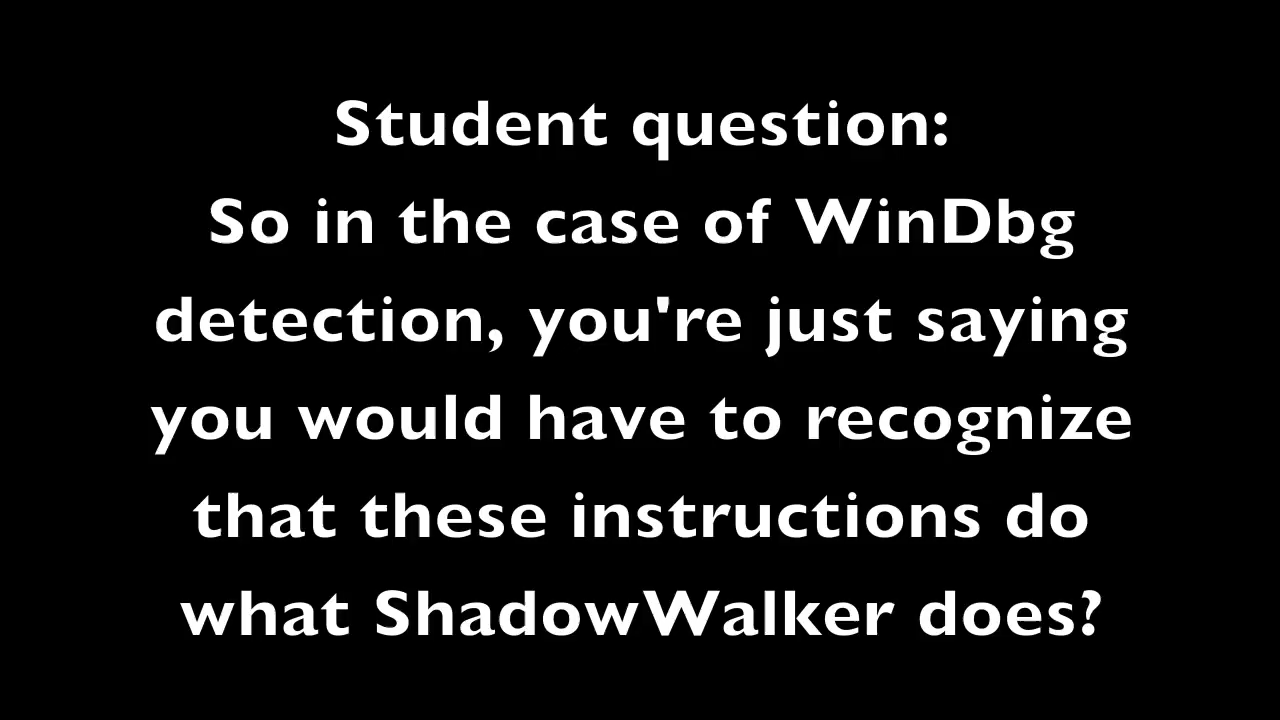 Student question:
So in the case of WinDbg
detection, you're just saying
you would have to recognize
that these instructions do
what ShadowWalker does?